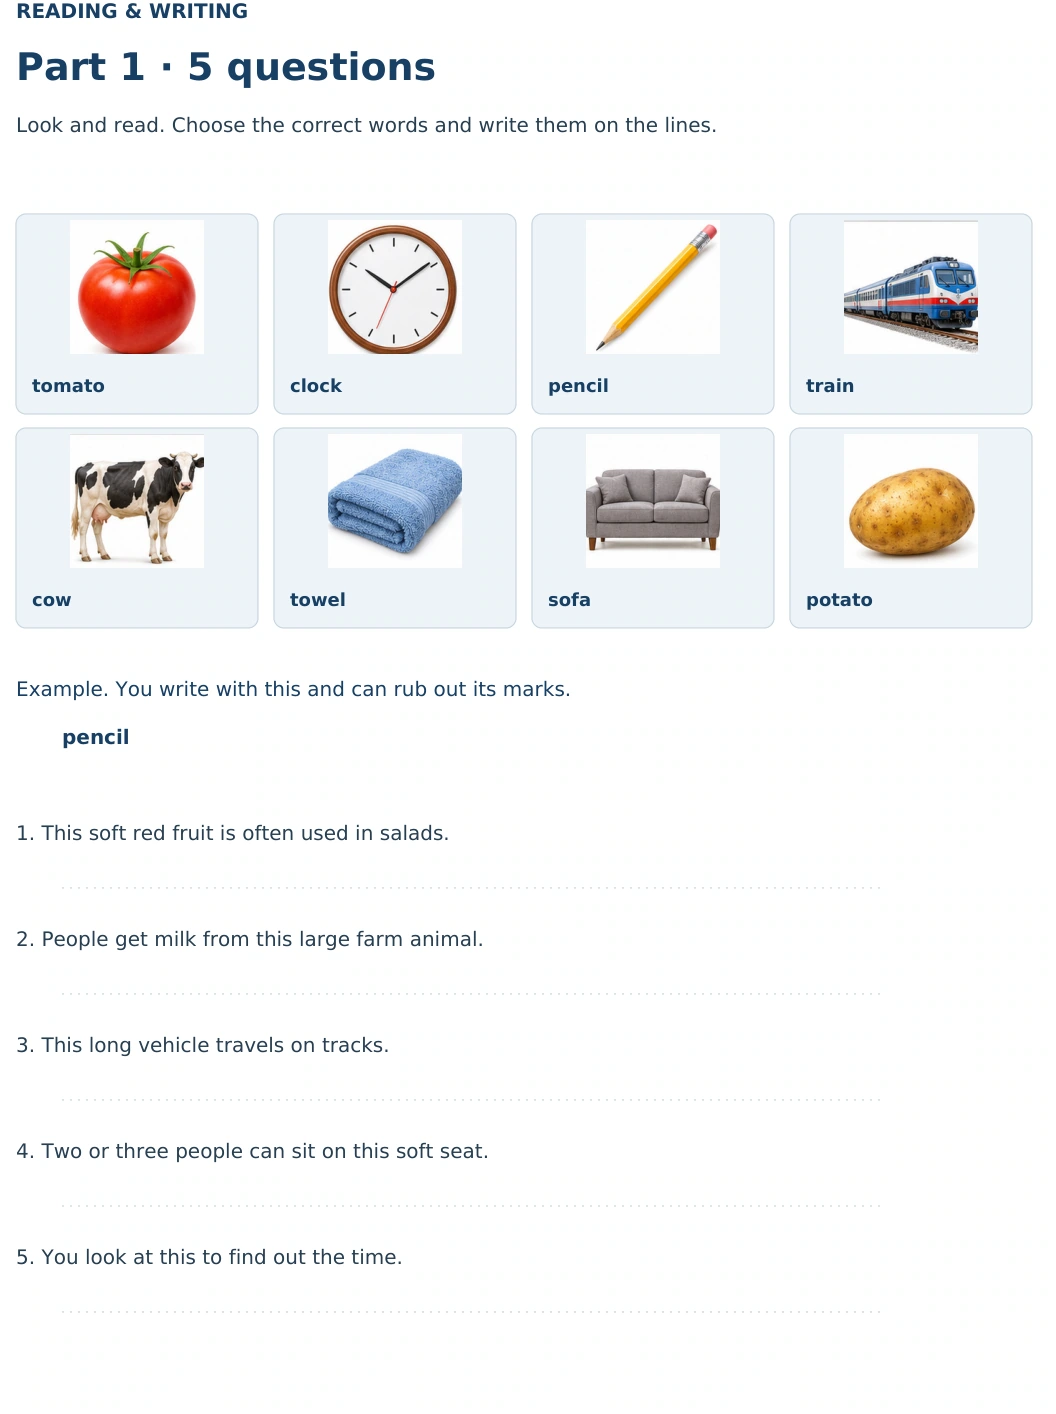 READING & WRITING
Part 1 · 5 questions
Look and read. Choose the correct words and write them on the lines.
tomato
clock
pencil
train
cow
towel
sofa
potato
Example. You write with this and can rub out its marks.
pencil
1. This soft red fruit is often used in salads.
2. People get milk from this large farm animal.
3. This long vehicle travels on tracks.
4. Two or three people can sit on this soft seat.
5. You look at this to find out the time.